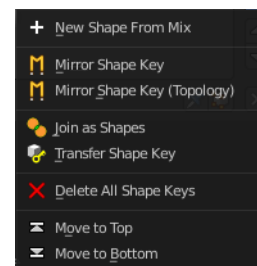 New Shape From Mix
Mirror Shape Key
Mirror Shape Key (Topology)
Join as Shapes
Transfer Shape Key
Delete All Shape Keys
Move to Top
Move to Bottom